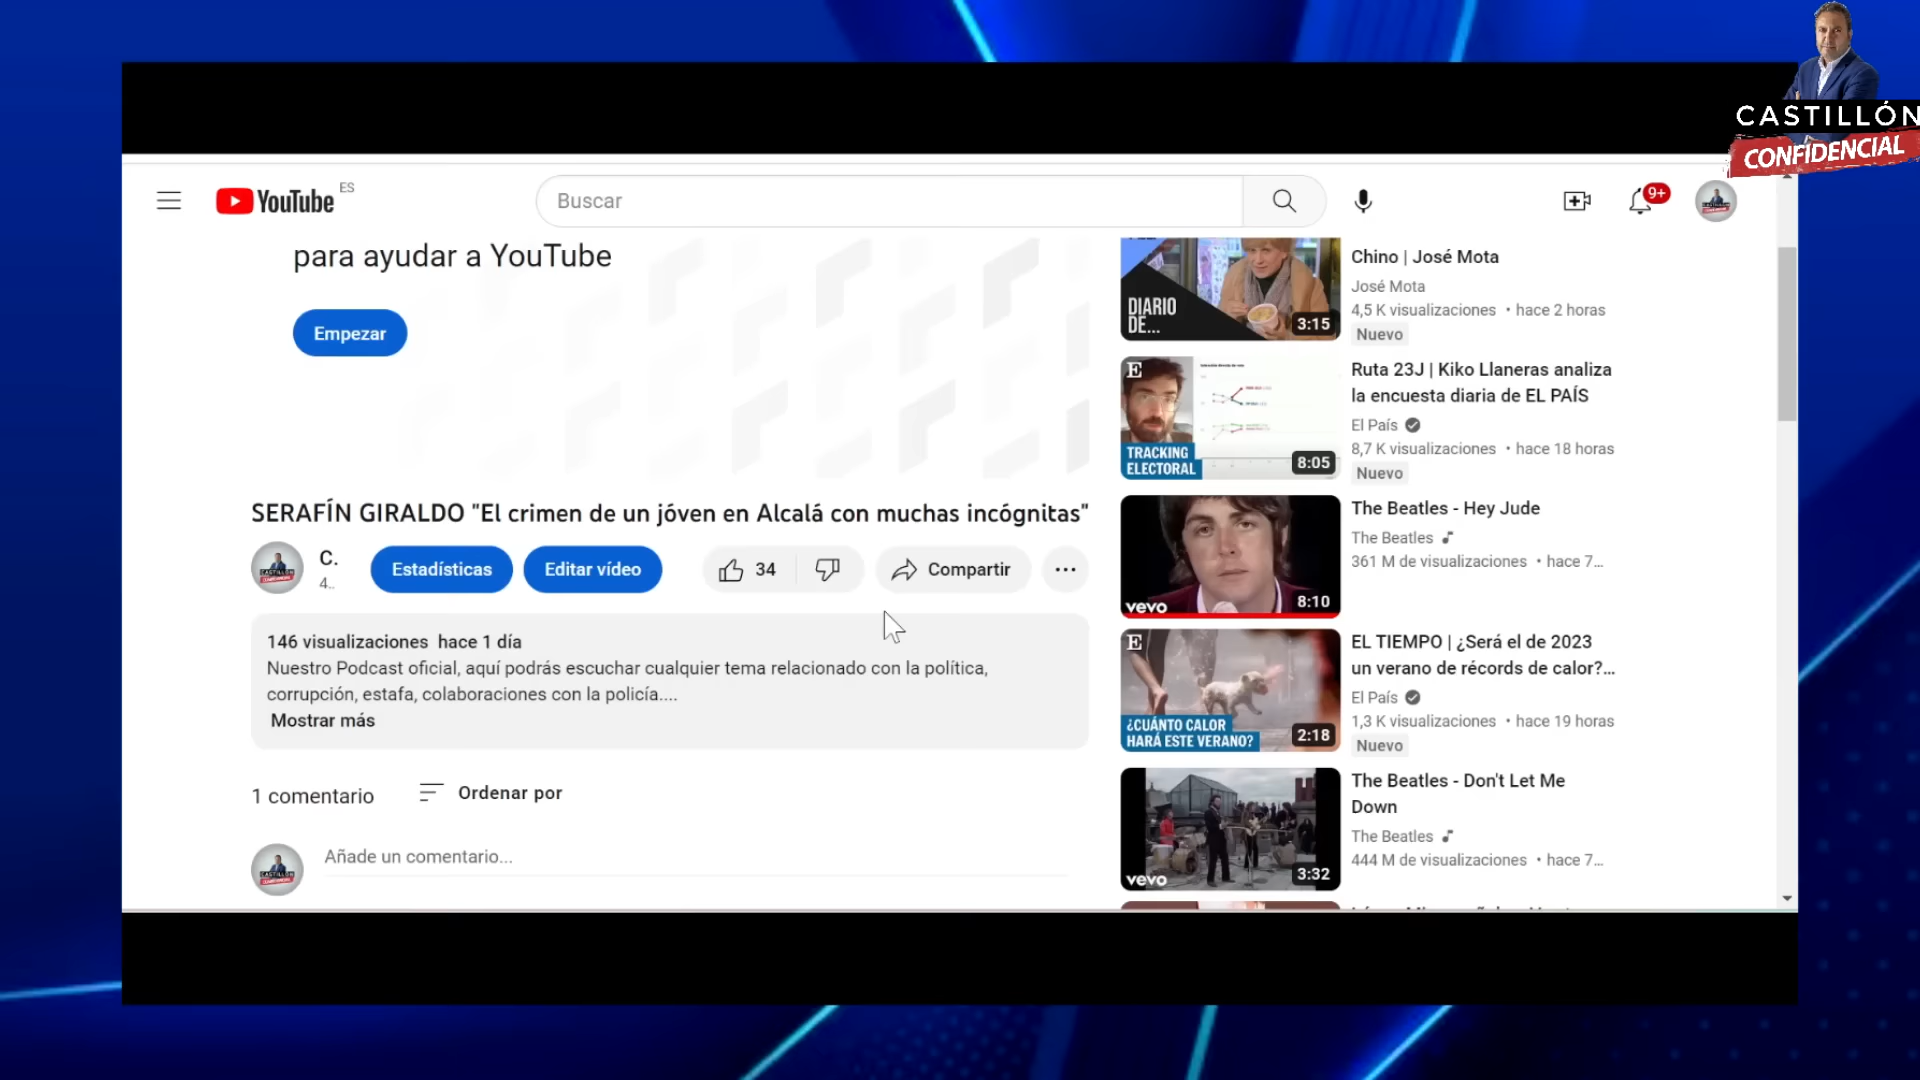 CASTILLÓN
CONFIDENCIAL
YouTube ES
Buscar
9+
para ayudar a YouTube
Empezar
SERAFÍN GIRALDO "El crimen de un jóven en Alcalá con muchas incógnitas"
C.
4..
Estadísticas
Editar vídeo
34
Compartir
146 visualizaciones hace 1 día
Nuestro Podcast oficial, aquí podrás escuchar cualquier tema relacionado con la política,
corrupción, estafa, colaboraciones con la policía....
Mostrar más
1 comentario
Ordenar por
Añade un comentario...
DIARIO
DE...
3:15
Chino | José Mota
José Mota
4,5 K visualizaciones • hace 2 horas
Nuevo
E
TRACKING
ELECTORAL
8:05
Ruta 23J | Kiko Llaneras analiza
la encuesta diaria de EL PAÍS
El País
8,7 K visualizaciones • hace 18 horas
Nuevo
vevo
8:10
The Beatles - Hey Jude
The Beatles
361 M de visualizaciones • hace 7...
E
¿CUÁNTO CALOR
HARÁ ESTE VERANO?
2:18
EL TIEMPO | ¿Será el de 2023
un verano de récords de calor?...
El País
1,3 K visualizaciones • hace 19 horas
Nuevo
vevo
3:32
The Beatles - Don't Let Me
Down
The Beatles
444 M de visualizaciones • hace 7...